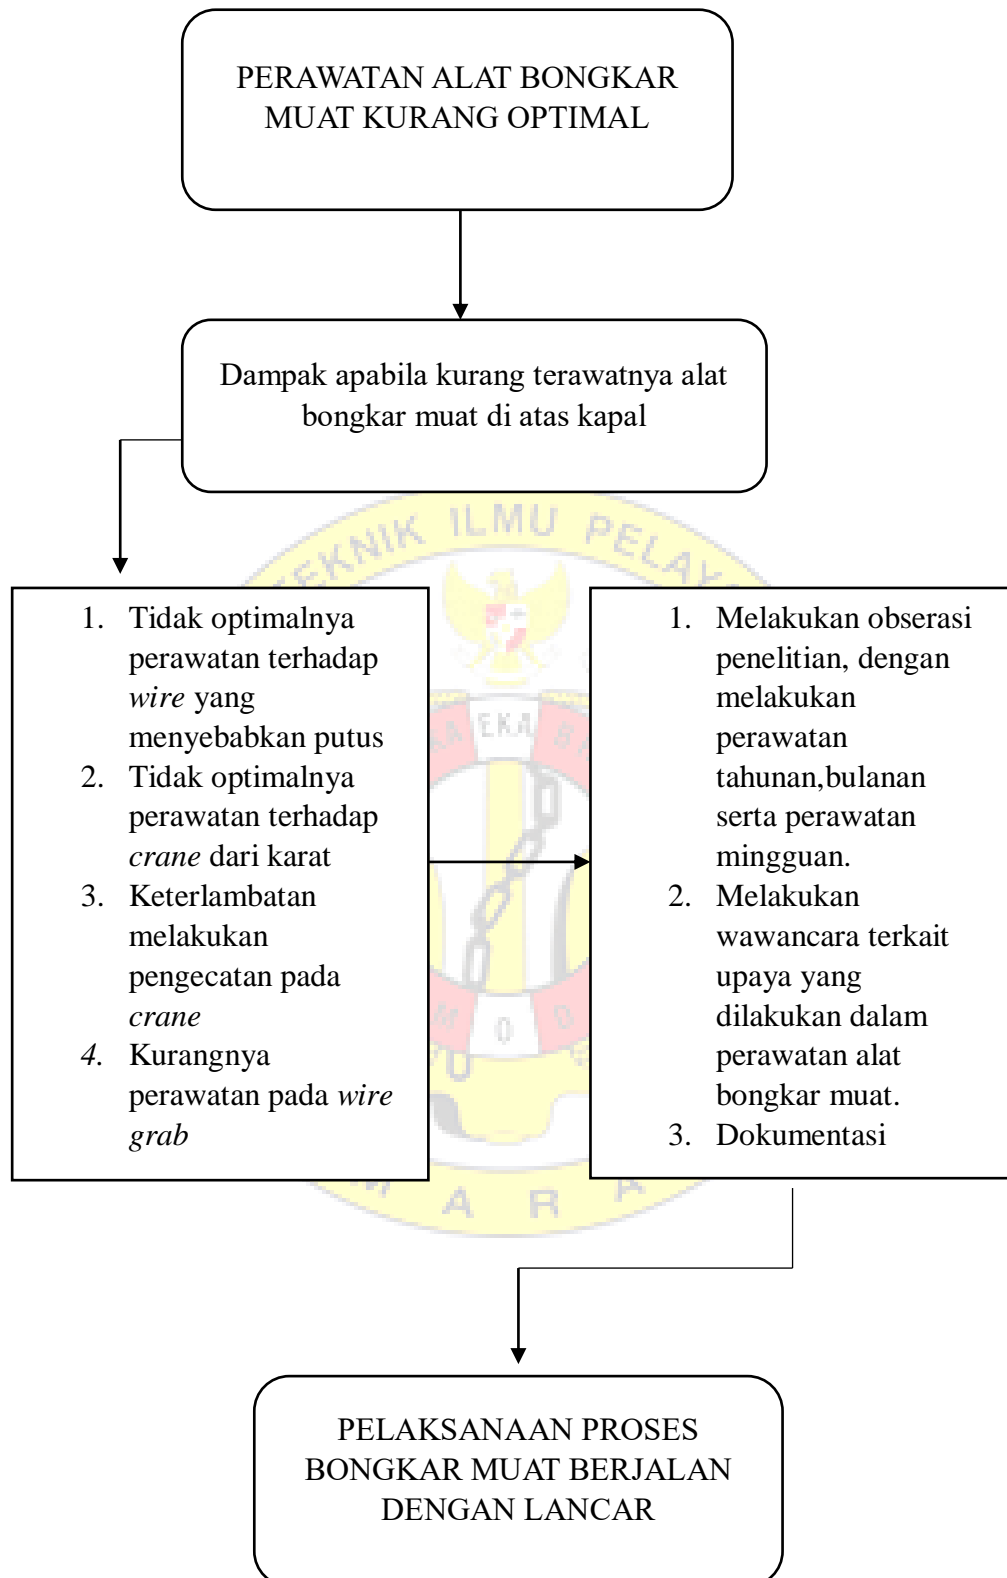 PERAWATAN ALAT BONGKAR
MUAT KURANG OPTIMAL
Dampak apabila kurang terawatnya alat
bongkar muat di atas kapal
1. Tidak optimalnya
perawatan terhadap
wire yang
menyebabkan putus
2. Tidak optimalnya
perawatan terhadap
crane dari karat
3. Keterlambatan
melakukan
pengecatan pada
crane
4. Kurangnya
perawatan pada wire
grab
1. Melakukan obserasi
penelitian, dengan
melakukan
perawatan
tahunan,bulanan
serta perawatan
mingguan.
2. Melakukan
wawancara terkait
upaya yang
dilakukan dalam
perawatan alat
bongkar muat.
3. Dokumentasi
PELAKSANAAN PROSES
BONGKAR MUAT BERJALAN
DENGAN LANCAR
ILMU
EKA